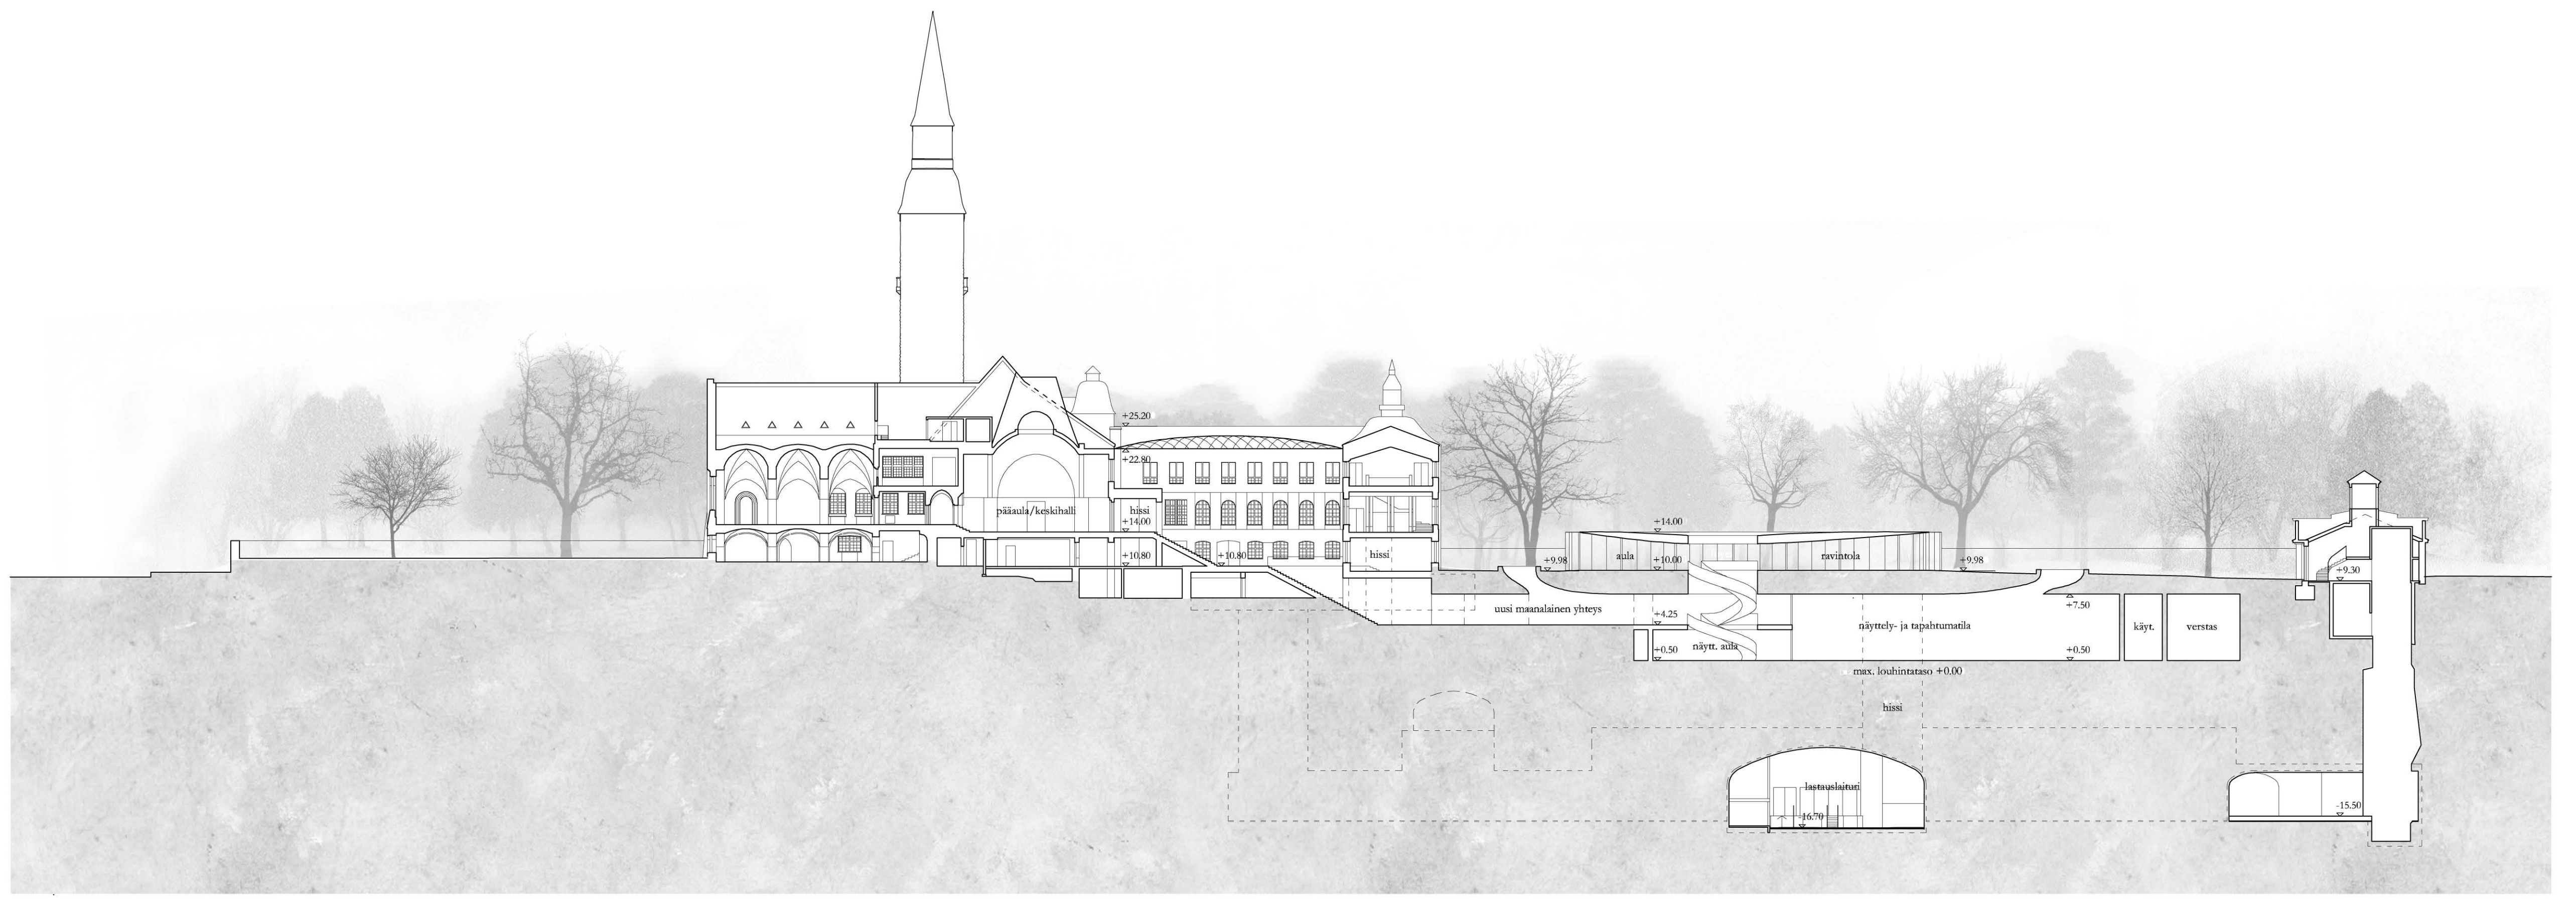 +25.20
+22.80
pääaula/keskihalli
hissi
+14.00
+10.80
+10.80
hissi
+14.00
aula
+10.00
ravintola
+9.98
+9.98
+9.30
uusi maanalainen yhteys
+4.25
+7.50
näyttely- ja tapahtumatila
käyt.
verstas
näytt. aula
+0.50
+0.50
max. louhintataso +0.00
hissi
lastauslaituri
-16.70
-15.50